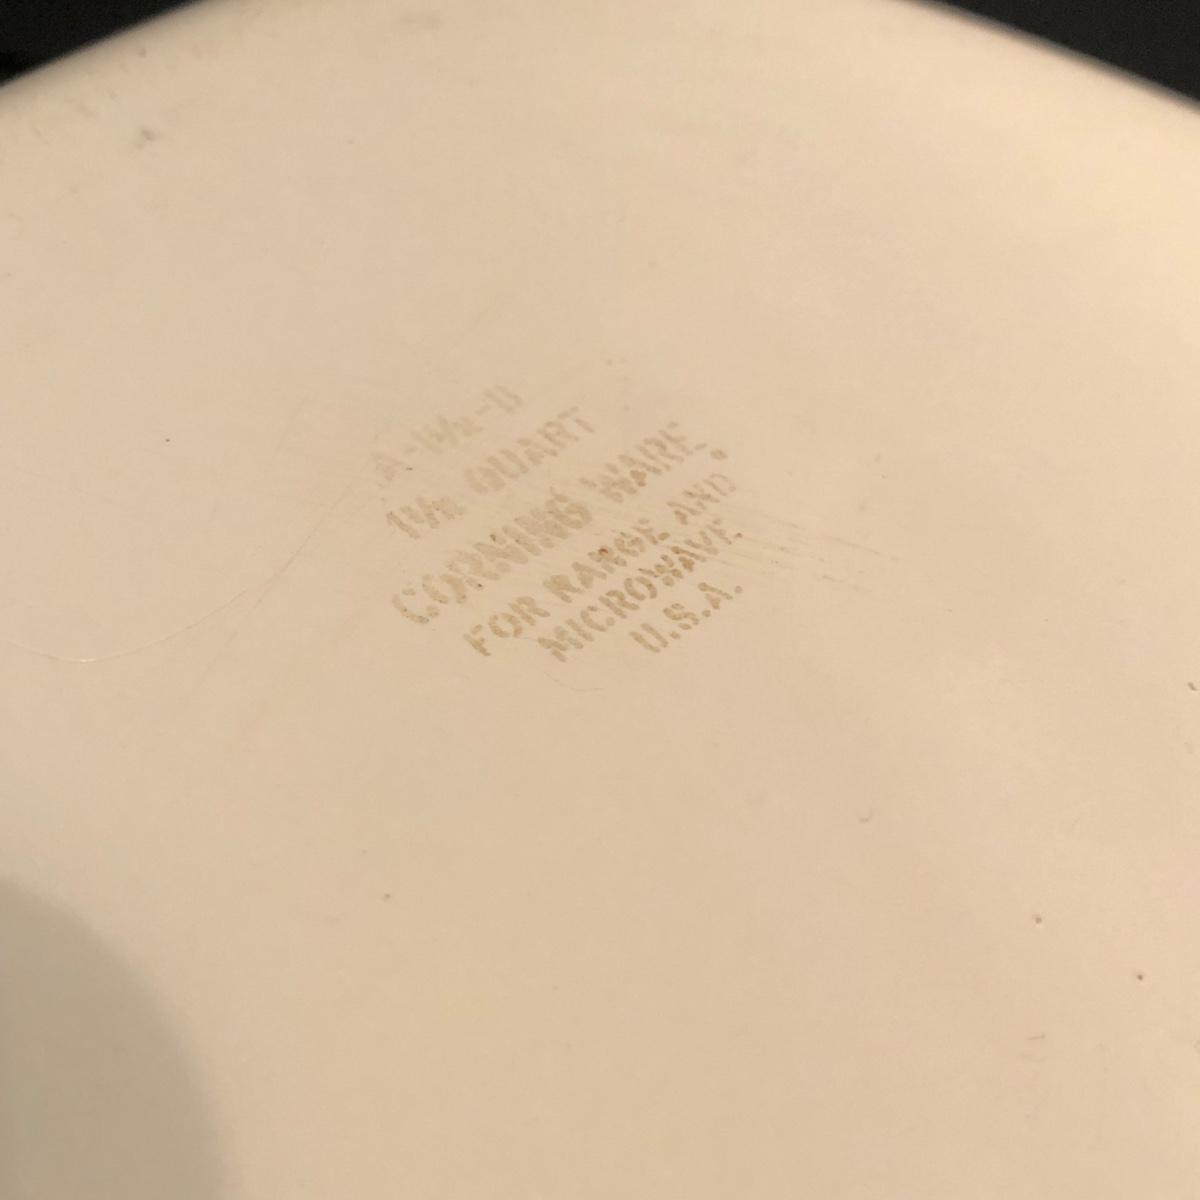 A-1½-B
1½ QUART
CORNING WARE®
FOR RANGE AND
MICROWAVE.
U.S.A.